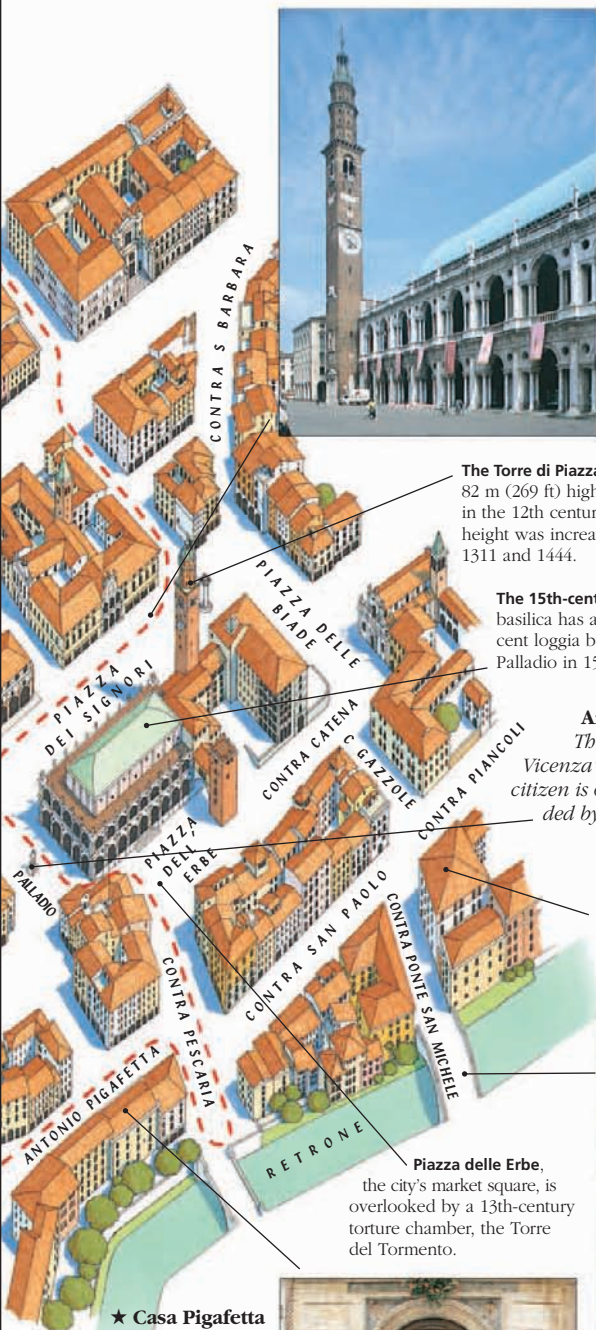 CONTRA S BARBARA
The Torre di Piazza
82 m (269 ft) high
in the 12th centur
height was increa
1311 and 1444.
PIAZZA DELLE
BIADE
The 15th-cent
basilica has a
cent loggia b
Palladio in 15
PIAZZA
DEI SIGNORI
A
Th
Vicenza
citizen is
ded by
CONTRA CATENA
C GAZZOLE
CONTRA PIANCOLI
PIAZZA
DELL'
ERBE
PALLADIO
CONTRA SAN PAOLO
CONTRA PONTE SAN MICHELE
CONTRA PESCARIA
ANTONIO PIGAFETTA
RETRONE
Piazza delle Erbe,
the city's market square, is
overlooked by a 13th-century
torture chamber, the Torre
del Tormento.
★ Casa Pigafetta